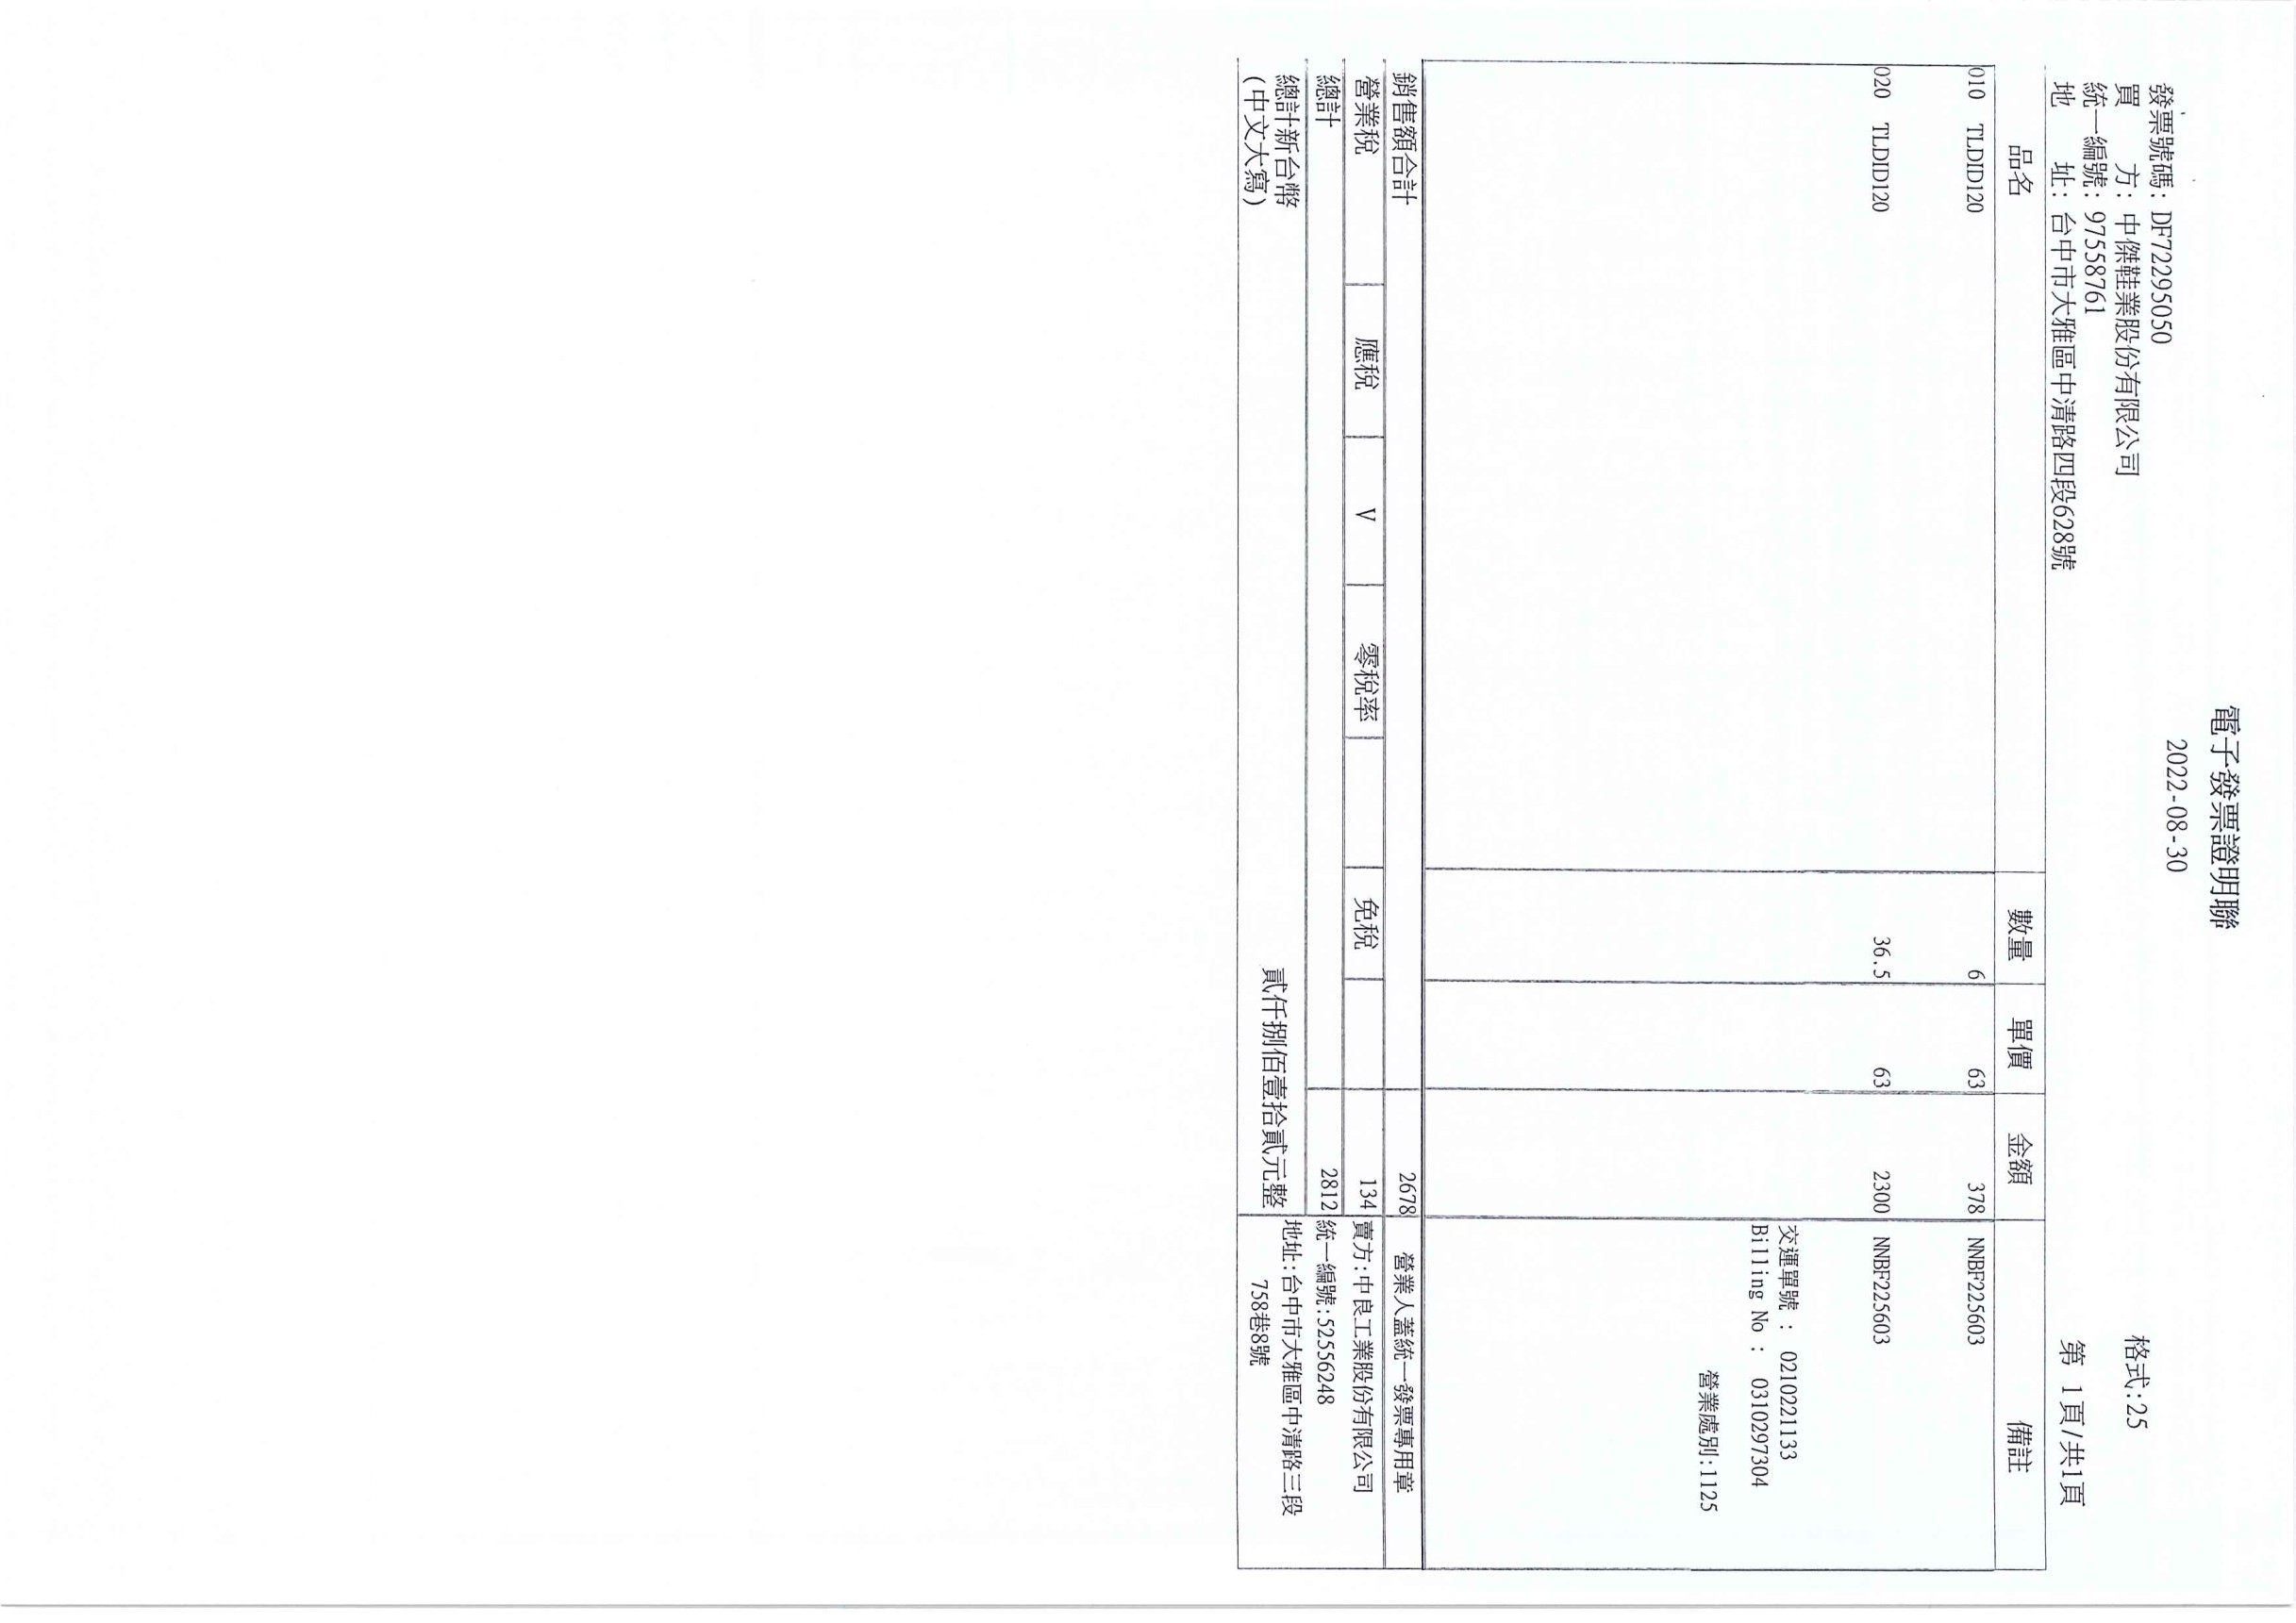 電子發票證明聯
2022-08-30
發票號碼: DF72295050
買 方: 中傑鞋業股份有限公司
格式:25
統一編號: 97558761
地 址: 台中市大雅區中清路四段628號
第 1頁/共1頁
品名 數量 單價 金額 備註
010 TLDID120 6 63 378 NNBF225603
020 TLDID120 36.5 63 2300 NNBF225603
交運單號 : 0210221133
Billing No : 0310297304
營業處別:1125
銷售額合計 2678 營業人蓋統一發票專用章
營業稅 應稅 V 零稅率 免稅 134 賣方:中良工業股份有限公司
總計 2812 統一編號:52556248
總計新台幣 貳仟捌佰壹拾貳元整 地址:台中市大雅區中清路三段
(中文大寫) 758巷8號